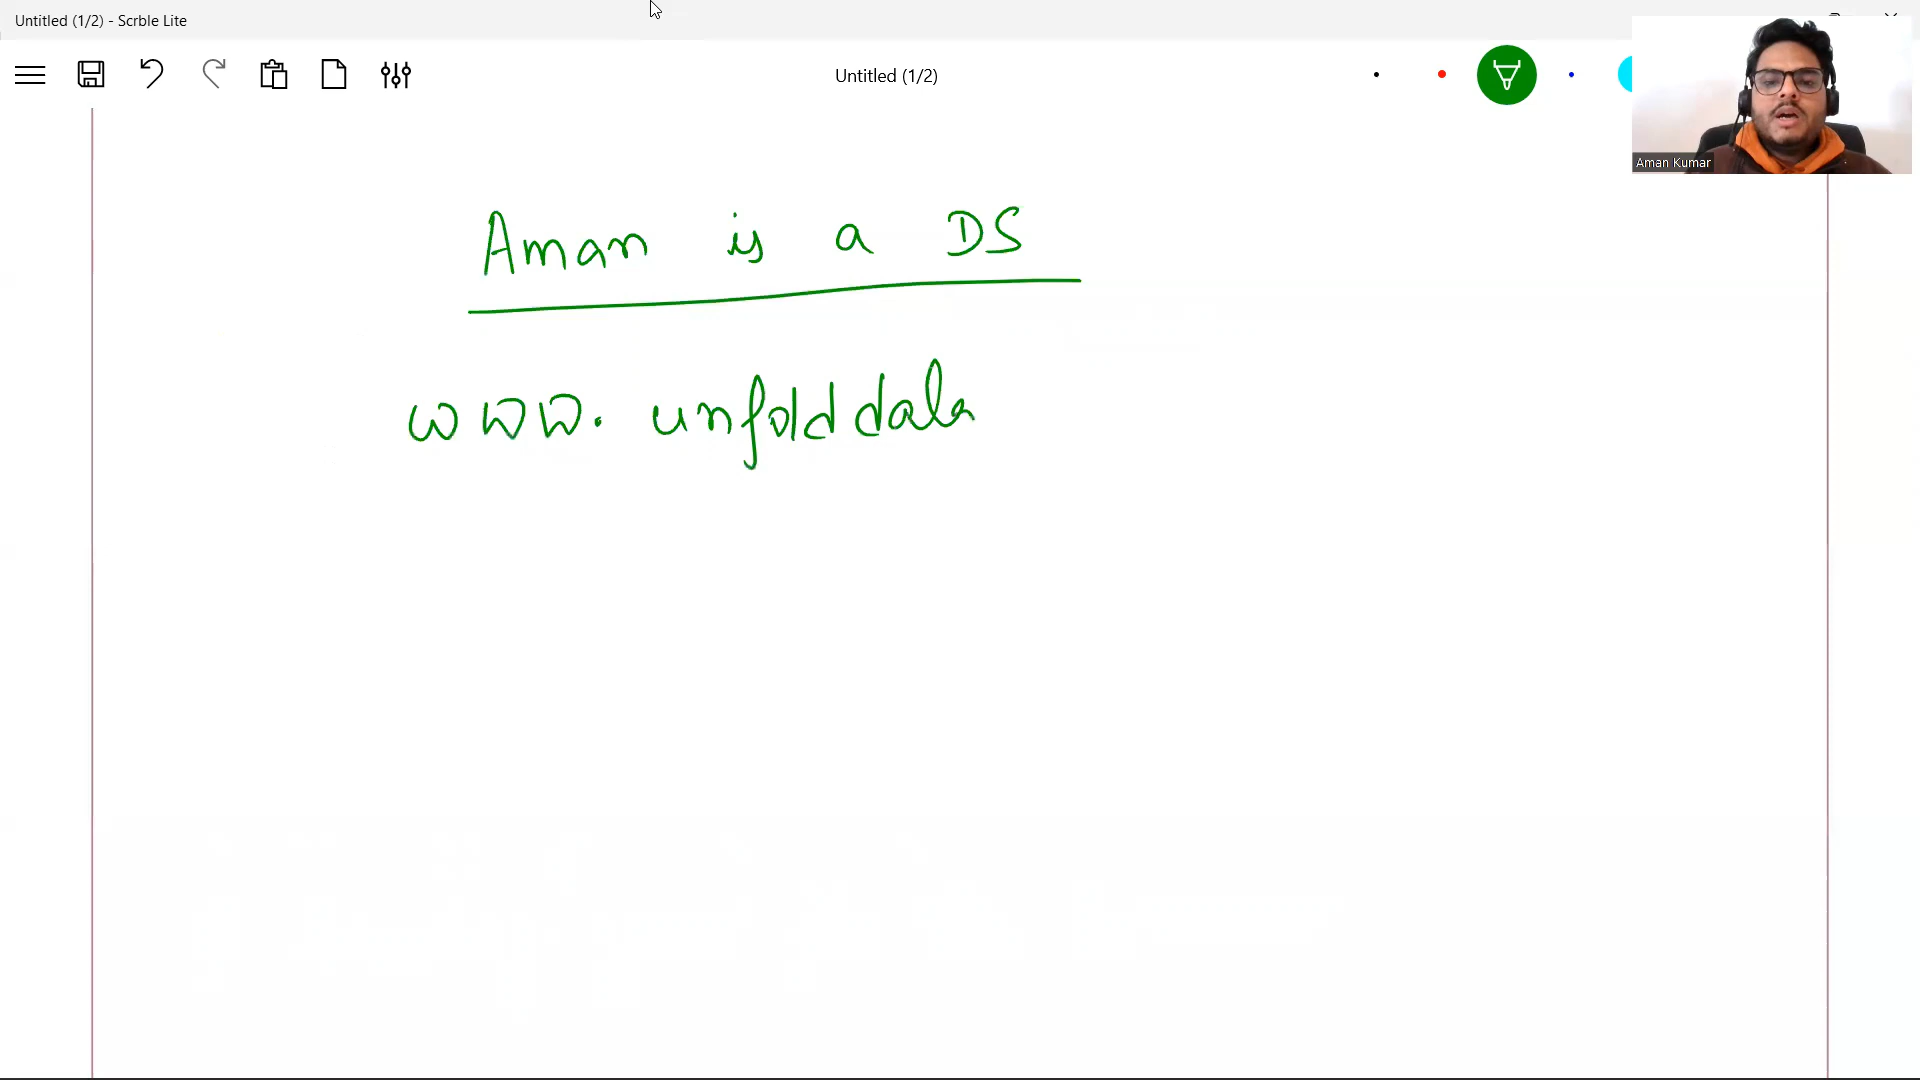 Untitled (1/2) - Scrble Lite
Untitled (1/2)
Aman Kumar
Aman is a DS
www. unfolddata